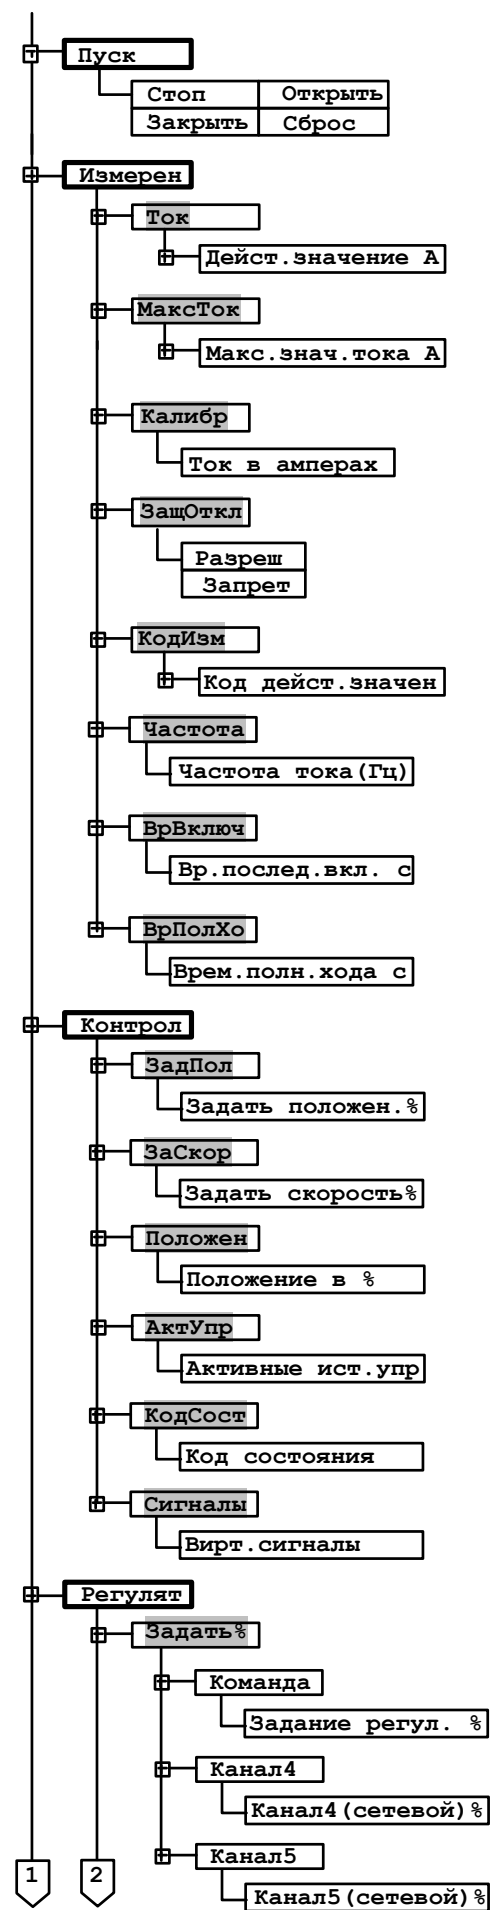 Пуск
Стоп Открыть
Закрыть Сброс
Измерен
Ток
Дейст.значение А
МаксТок
Макс.знач.тока А
Калибр
Ток в амперах
ЗащОткл
Разреш
Запрет
КодИзм
Код дейст.значен
Частота
Частота тока(Гц)
ВрВключ
Вр.послед.вкл. с
ВрПолХо
Врем.полн.хода с
Контрол
ЗадПол
Задать положен.%
ЗаСкор
Задать скорость%
Положен
Положение в %
АктУпр
Активные ист.упр
КодСост
Код состояния
Сигналы
Вирт.сигналы
Регулят
Задать%
Команда
Задание регул. %
Канал4
Канал4(сетевой)%
Канал5
1 2
Канал5(сетевой)%